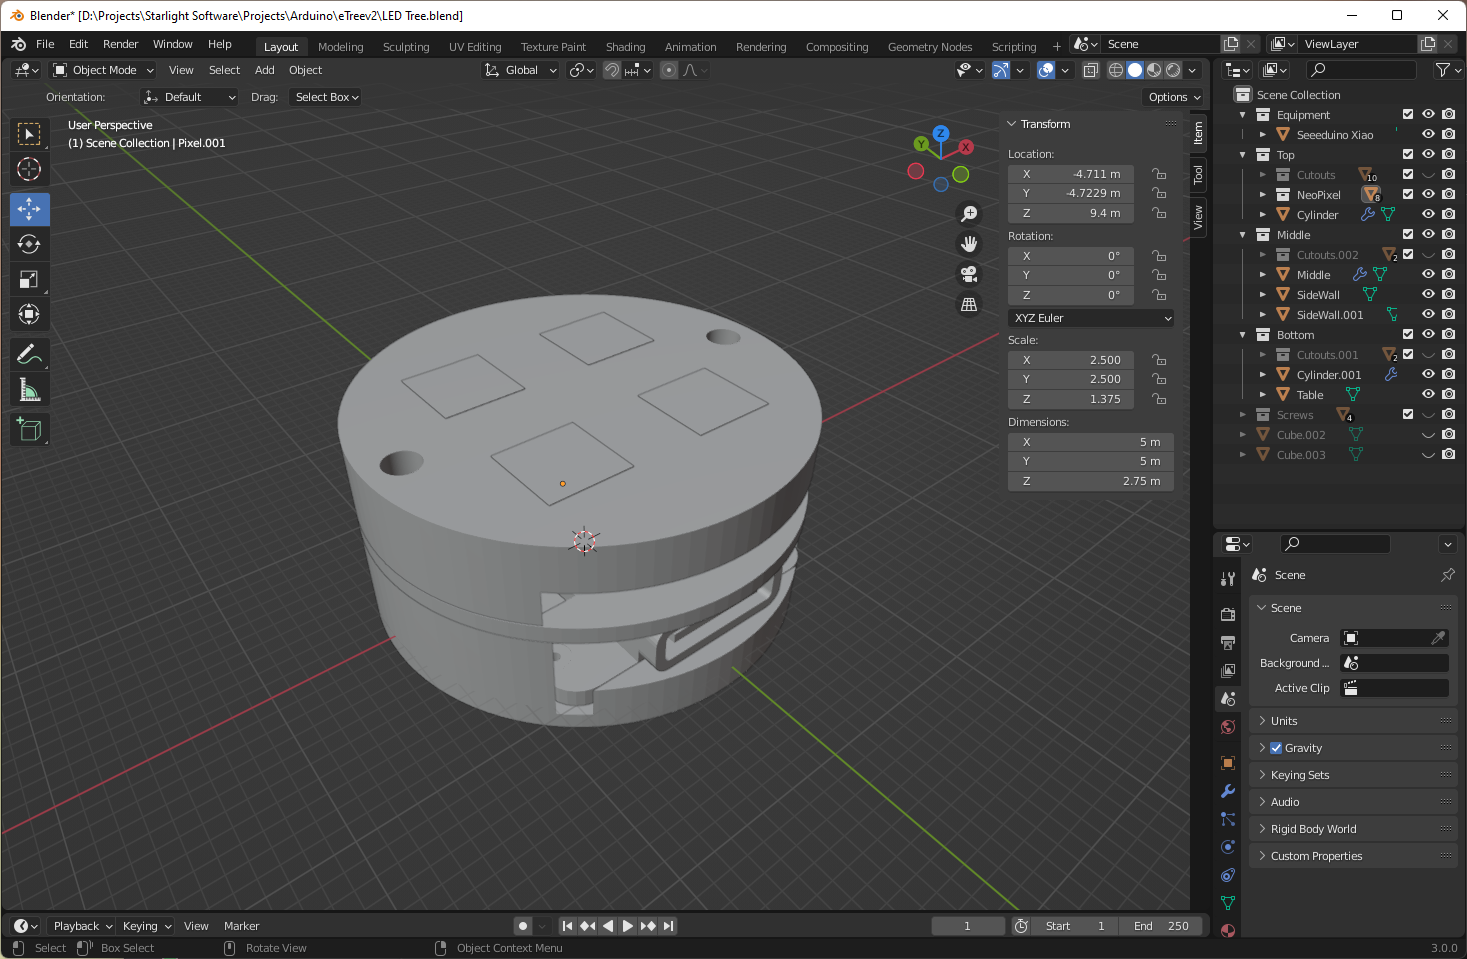 Blender* [D:\Projects\Starlight Software\Projects\Arduino\eTreev2\LED Tree.blend]
File Edit Render Window Help Layout Modeling Sculpting UV Editing Texture Paint Shading Animation Rendering Compositing Geometry Nodes Scripting + Scene ViewLayer
Object Mode View Select Add Object Global
Orientation: Default Drag: Select Box Options
User Perspective
(1) Scene Collection | Pixel.001
X
Y
Z
Transform
Location:
X -4.711 m
Y -4.7229 m
Z 9.4 m
Rotation:
X 0°
Y 0°
Z 0°
XYZ Euler
Scale:
X 2.500
Y 2.500
Z 1.375
Dimensions:
X 5 m
Y 5 m
Z 2.75 m
Item
Tool
View
Scene Collection
Equipment
Seeeduino Xiao
Top
Cutouts 10
NeoPixel 8
Cylinder
Middle
Cutouts.002 2
Middle
SideWall
SideWall.001
Bottom
Cutouts.001 2
Cylinder.001
Table
Screws 4
Cube.002
Cube.003
Scene
Scene
Camera
Background ...
Active Clip
Units
Gravity
Keying Sets
Audio
Rigid Body World
Custom Properties
Playback Keying View Marker 1 Start 1 End 250
Select Box Select Rotate View Object Context Menu 3.0.0